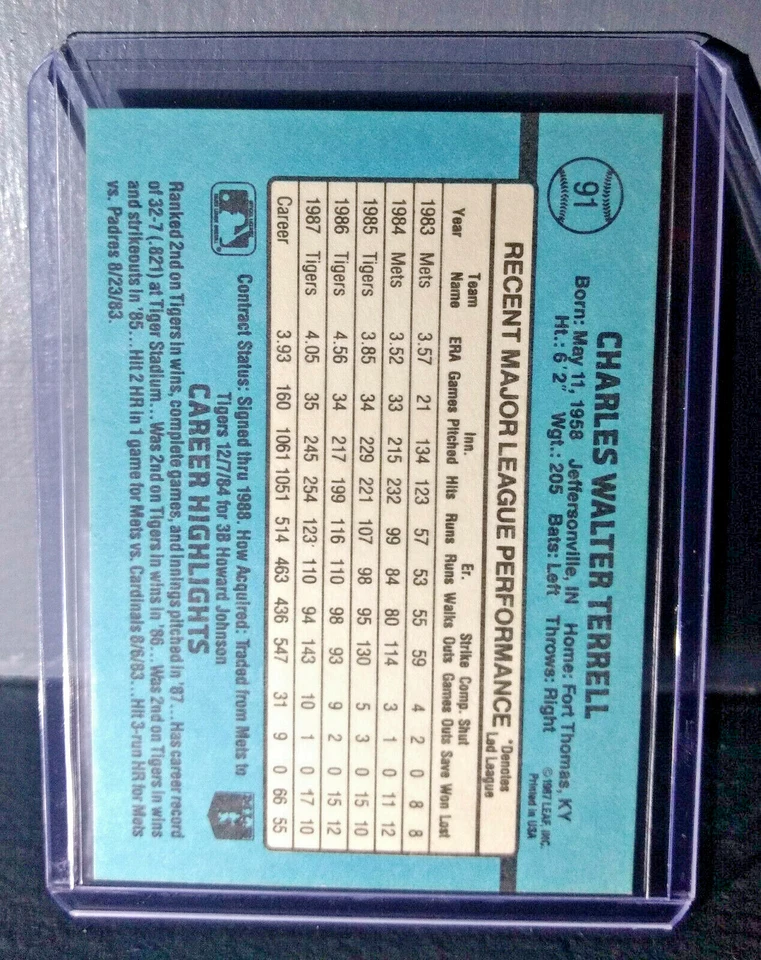 91
CHARLES WALTER TERRELL
Born: May 11, 1958 Jeffersonville, IN Home: Fort Thomas, KY
Ht.: 6'2" Wgt.: 205 Bats: Left Throws: Right
©1987 LEAF, INC.
Printed in USA
RECENT MAJOR LEAGUE PERFORMANCE *Denotes Led League
Year Team Name ERA Games Inn. Pitched Hits Runs Er. Runs Walks Strike Outs Comp. Games Shut Outs Save Won Lost
1983 Mets 3.57 21 134 123 57 53 55 59 4 2 0 8 8
1984 Mets 3.52 33 215 232 99 84 80 114 3 1 0 11 12
1985 Tigers 3.85 34 229 221 107 98 95 130 5 3 0 15 10
1986 Tigers 4.56 34 217 199 116 110 98 93 9 2 0 15 12
1987 Tigers 4.05 35 245 254 123 110 94 143 10 1 0 17 10
Career 3.93 160 1061 1051 514 463 436 547 31 9 0 66 55
Contract Status: Signed thru 1988. How Acquired: Traded from Mets to
Tigers 12/7/84 for 3B Howard Johnson
CAREER HIGHLIGHTS
Ranked 2nd on Tigers in wins, complete games, and innings pitched in '87...Has career record
of 32-7 (.821) at Tiger Stadium... Was 2nd on Tigers in wins in '86... Was 2nd on Tigers in wins
and strikeouts in '85... Hit 2 HR in 1 game for Mets vs. Cardinals 8/6/83...Hit 3-run HR for Mets
vs. Padres 8/23/83.